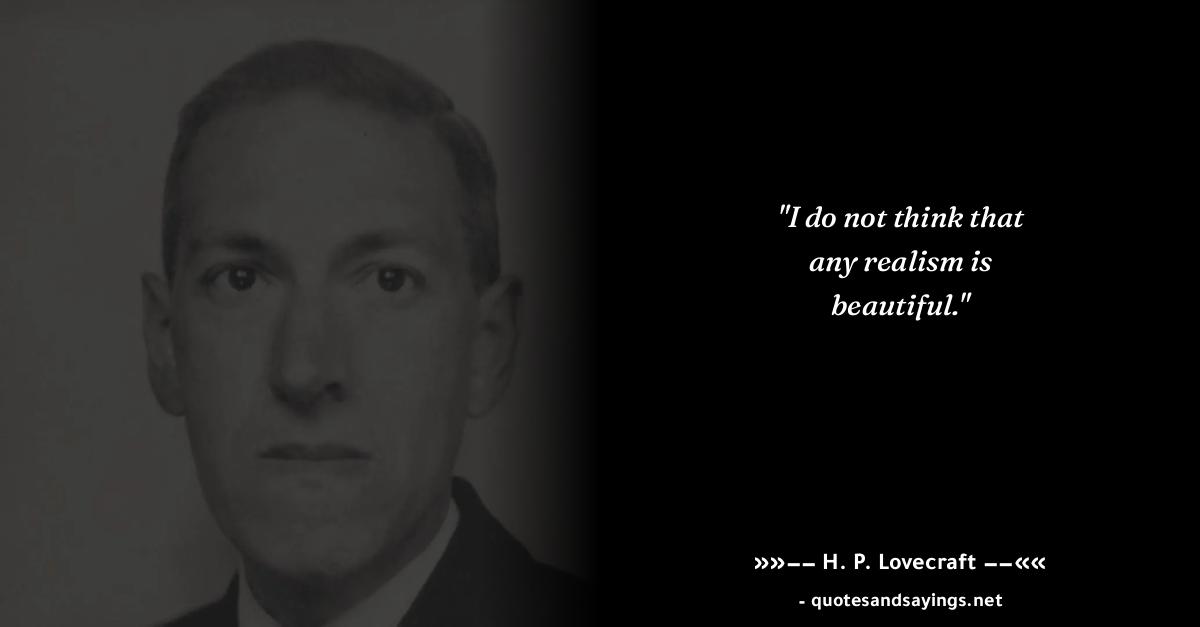 "I do not think that
any realism is
beautiful."
»»–– H. P. Lovecraft ––««
- quotesandsayings.net